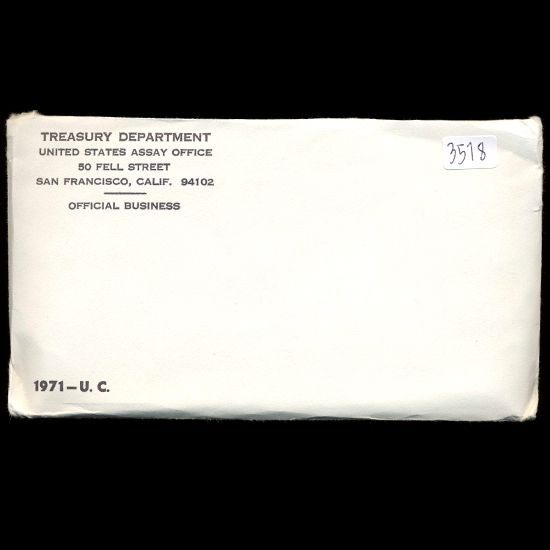 TREASURY DEPARTMENT
UNITED STATES ASSAY OFFICE
50 FELL STREET
SAN FRANCISCO, CALIF. 94102
OFFICIAL BUSINESS
3518
1971-U. C.